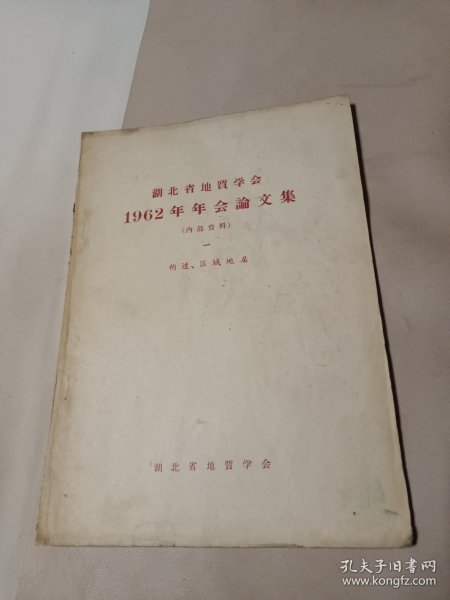 湖北省地質学会
1962年年会論文集
(内部資料)
一
构造、区域地层
湖北省地質学会
孔夫子旧书网
www.kongfz.com